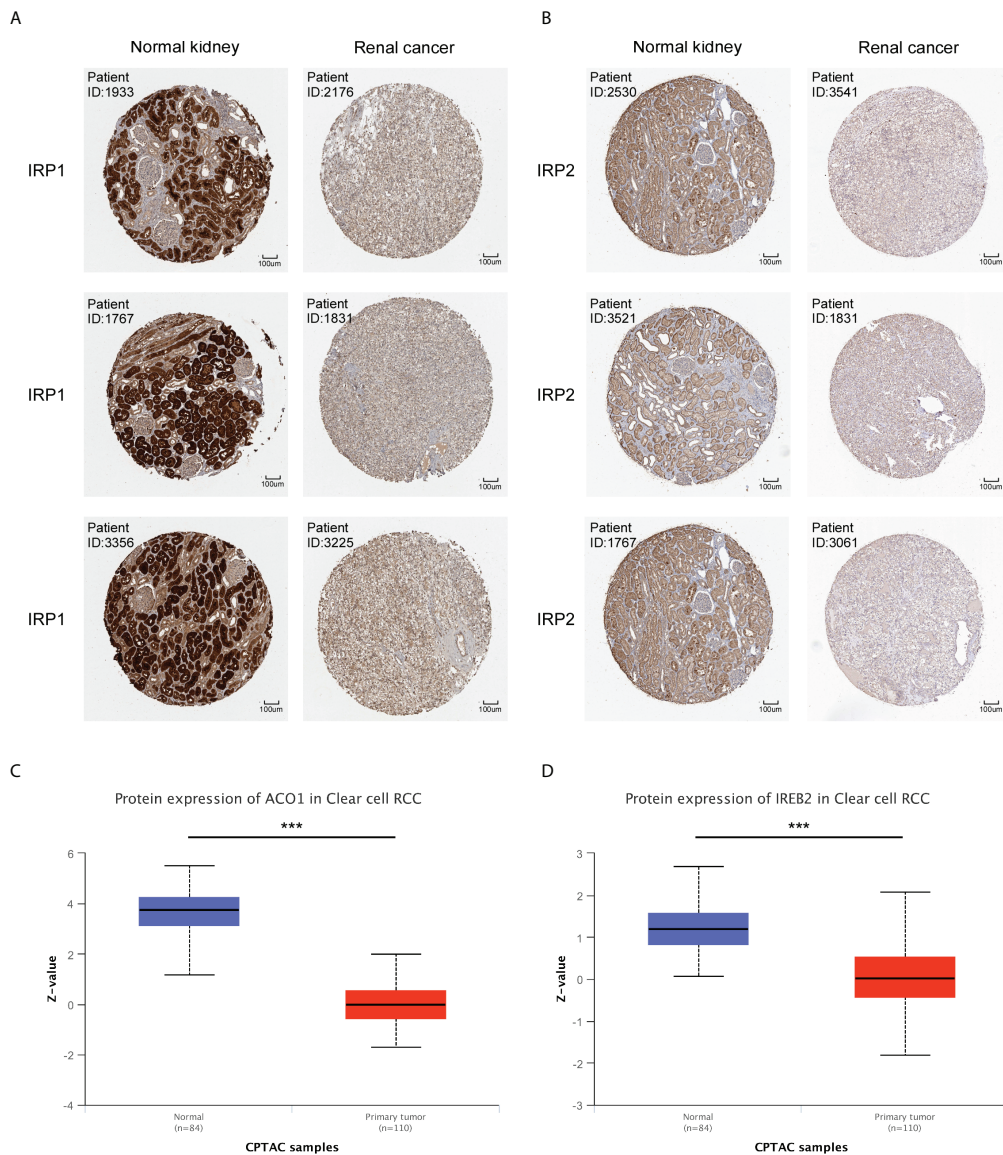 A
B
Normal kidney
Renal cancer
Normal kidney
Renal cancer
IRP1
Patient
ID:1933
100um
Patient
ID:2176
100um
IRP2
Patient
ID:2530
100um
Patient
ID:3541
100um
IRP1
Patient
ID:1767
100um
Patient
ID:1831
100um
IRP2
Patient
ID:3521
100um
Patient
ID:1831
100um
IRP1
Patient
ID:3356
100um
Patient
ID:3225
100um
IRP2
Patient
ID:1767
100um
Patient
ID:3061
100um
C
Protein expression of ACO1 in Clear cell RCC
***
6
4
2
0
-2
-4
Z-value
Normal
(n=84)
Primary tumor
(n=110)
CPTAC samples
D
Protein expression of IREB2 in Clear cell RCC
***
3
2
1
0
-1
-2
-3
Z-value
Normal
(n=84)
Primary tumor
(n=110)
CPTAC samples